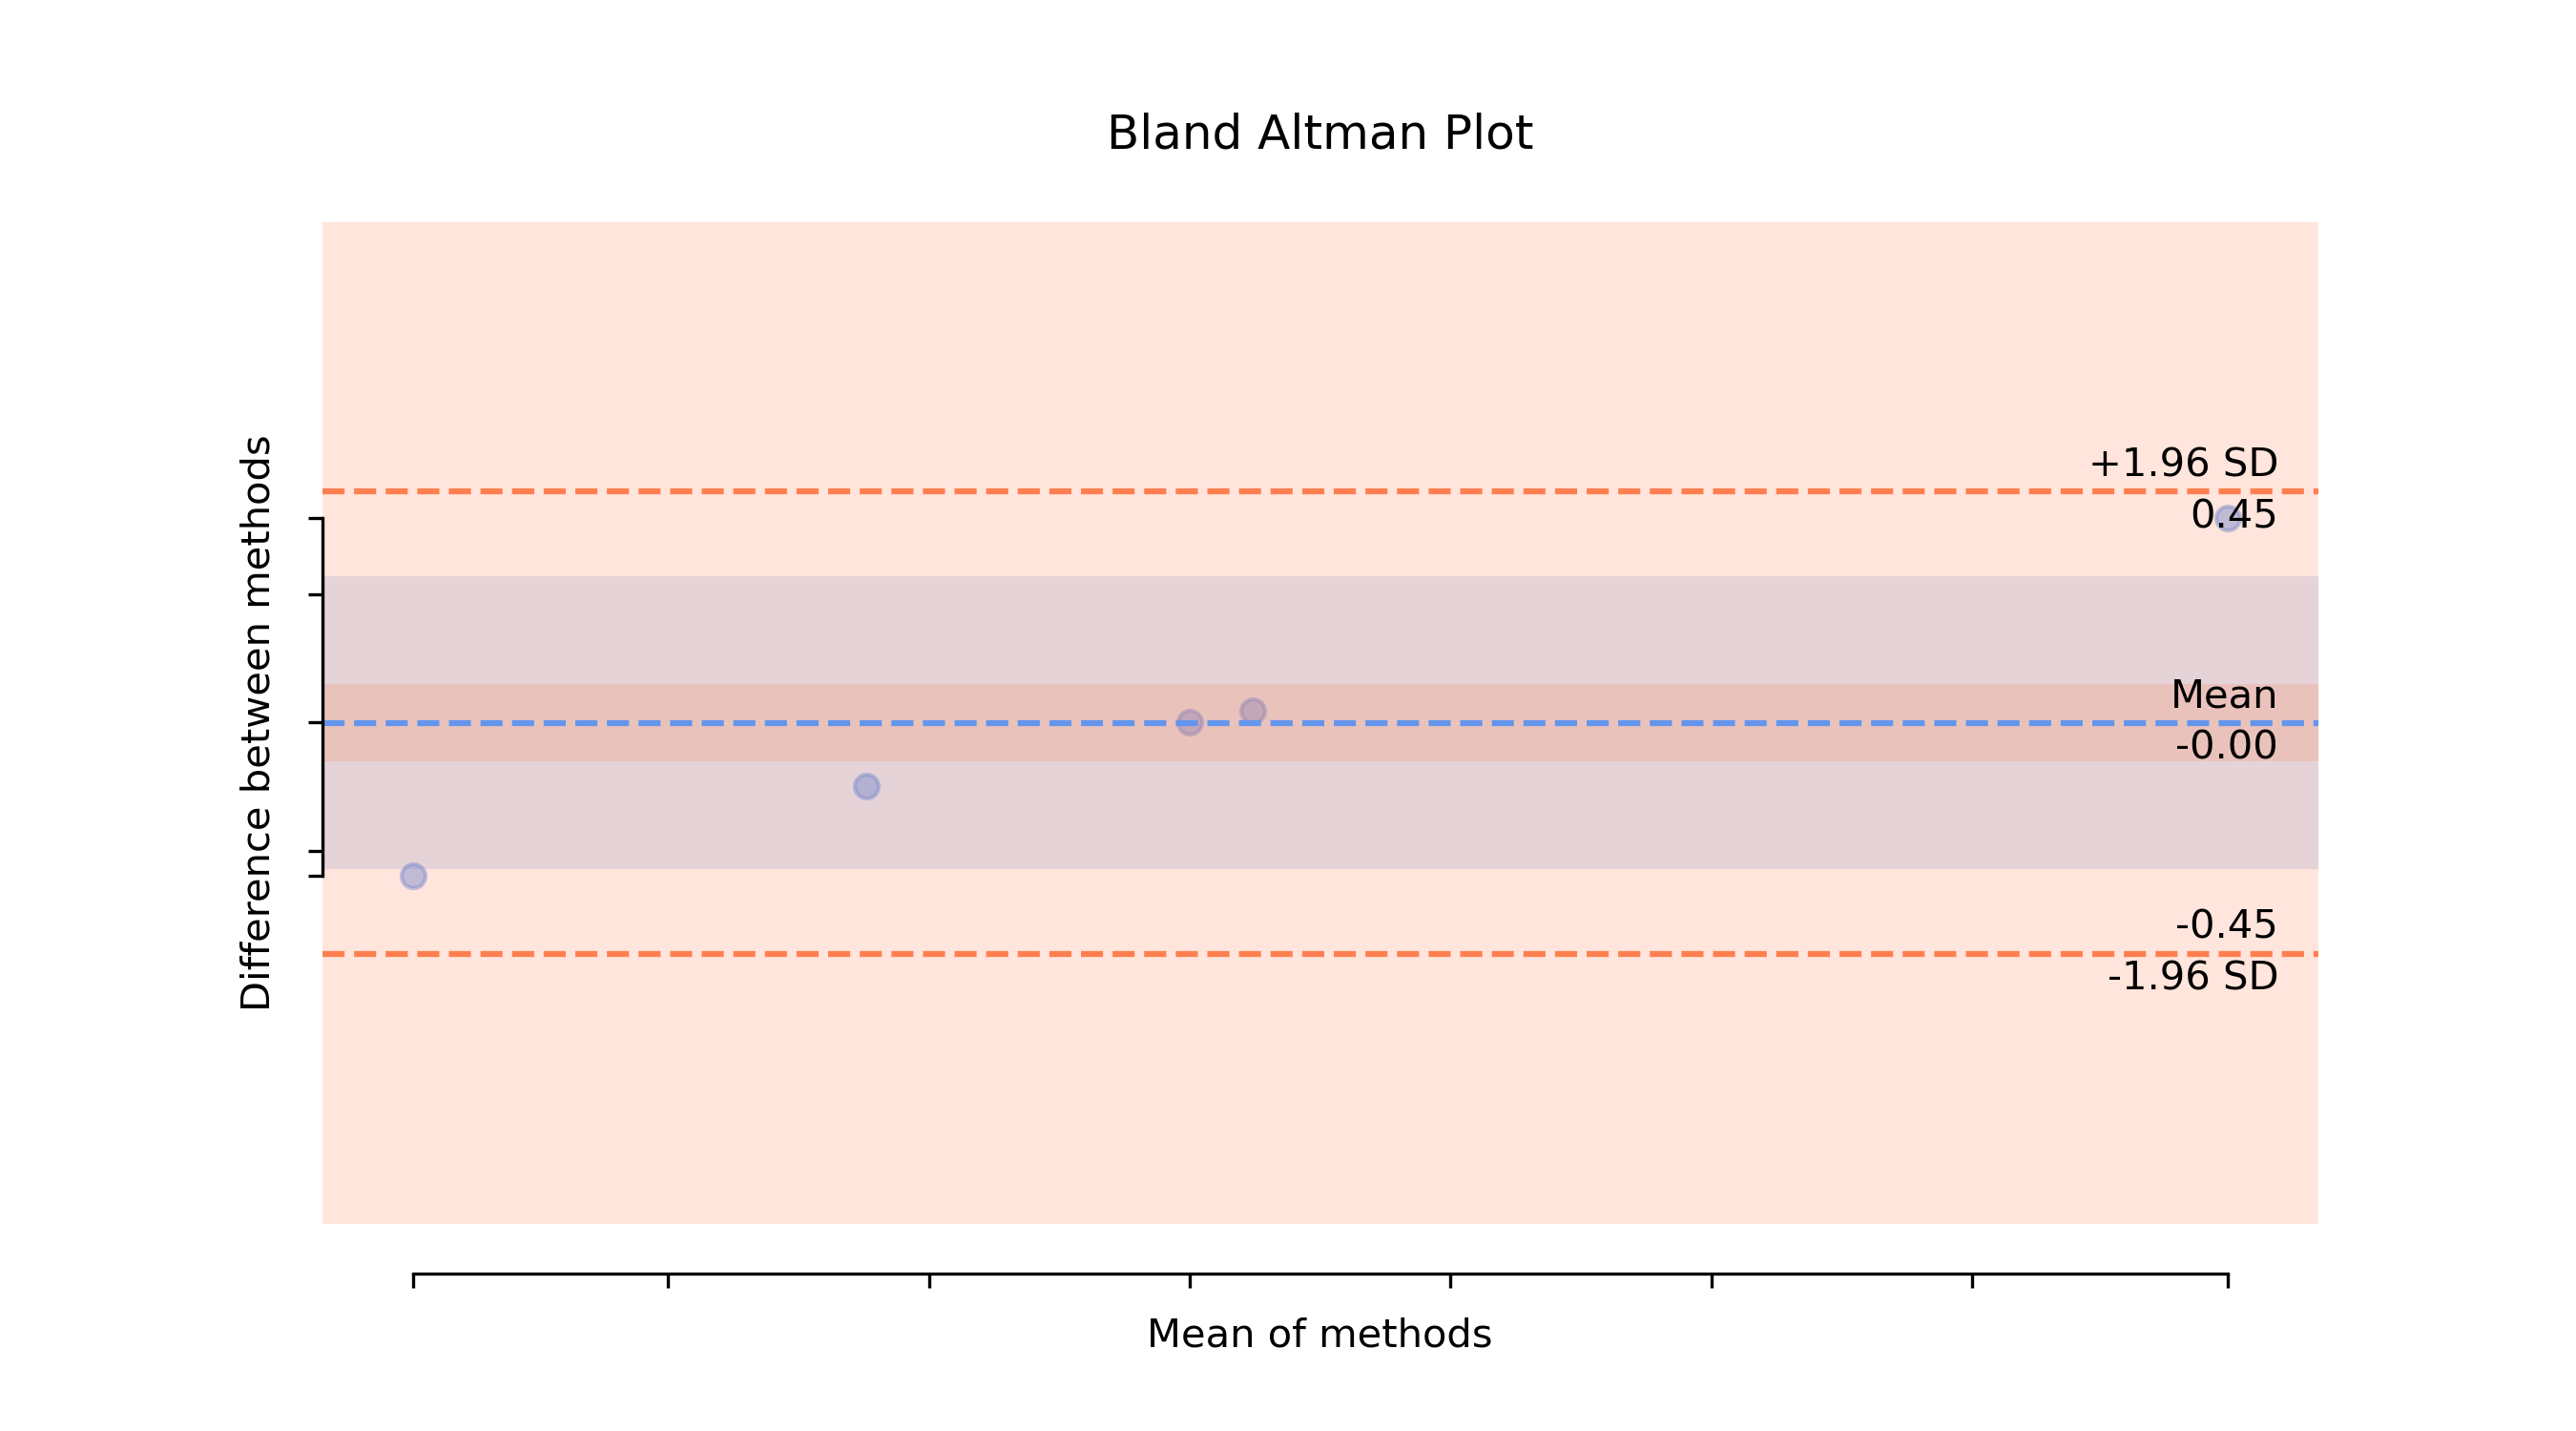 Bland Altman Plot
Difference between methods
+1.96 SD
0.45
Mean
-0.00
-0.45
-1.96 SD
Mean of methods